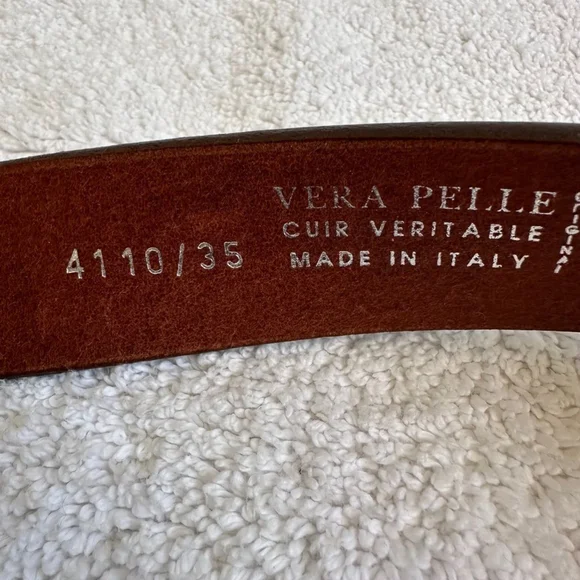 VERA PELLE
CUIR VERITABLE
MADE IN ITALY
4110/35
ORIGINAL